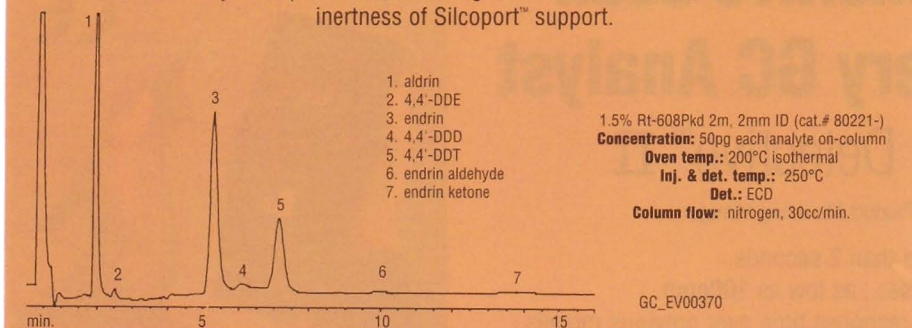 inertness of Silcoport™ support.
1
2
3
4
5
6
7
1. aldrin
2. 4,4'-DDE
3. endrin
4. 4,4'-DDD
5. 4,4'-DDT
6. endrin aldehyde
7. endrin ketone
1.5% Rt-608Pkd 2m, 2mm ID (cat.# 80221-)
Concentration: 50pg each analyte on-column
Oven temp.: 200°C isothermal
Inj. & det. temp.: 250°C
Det.: ECD
Column flow: nitrogen, 30cc/min.
GC_EV00370
min. 5 10 15